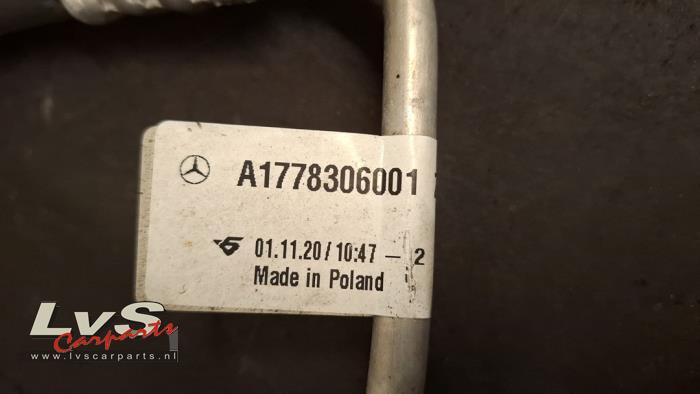 A1778306001
01.11.20 / 10:47 - 2
Made in Poland
LvS
Carparts
www.lvscarparts.nl